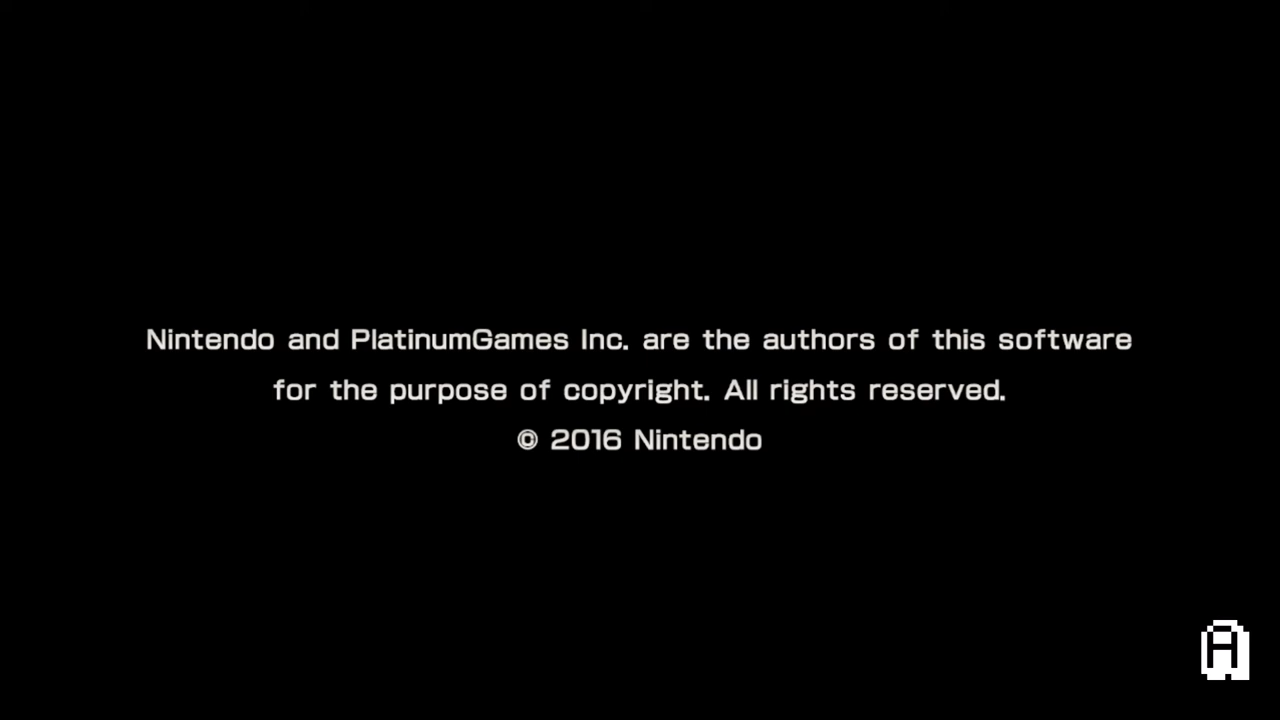 Nintendo and PlatinumGames Inc. are the authors of this software
for the purpose of copyright. All rights reserved.
© 2016 Nintendo
A